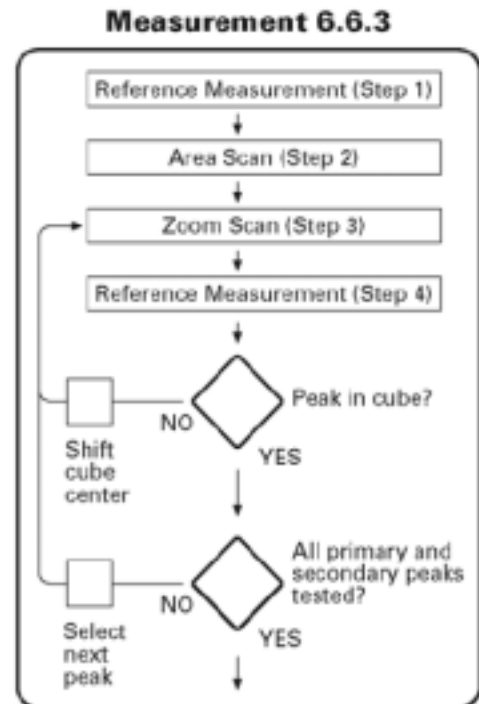 Measurement 6.6.3
Reference Measurement (Step 1)
Area Scan (Step 2)
Zoom Scan (Step 3)
Reference Measurement (Step 4)
Peak in cube?
NO
Shift
cube
center
YES
All primary and
secondary peaks
tested?
NO
Select
next
peak
YES